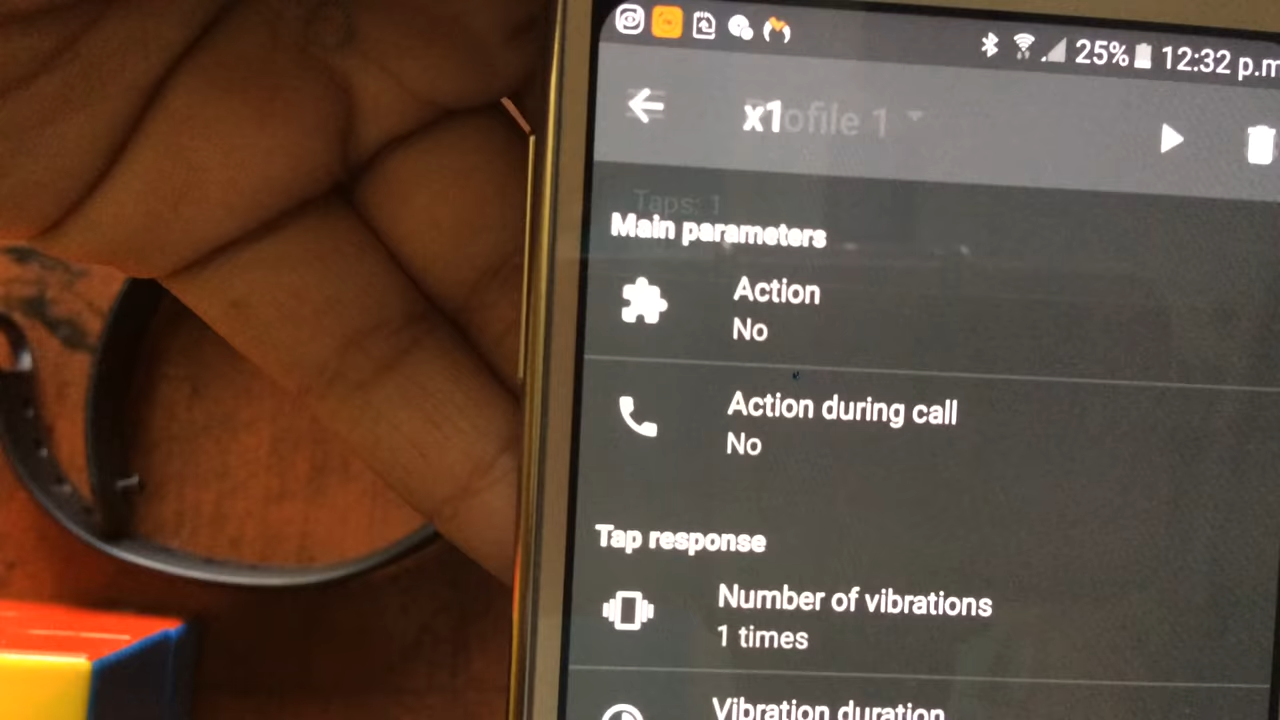 25% 12:32 p.m
x1ofile 1
Taps: 1
Main parameters
Action
No
Action during call
No
Tap response
Number of vibrations
1 times
Vibration duration